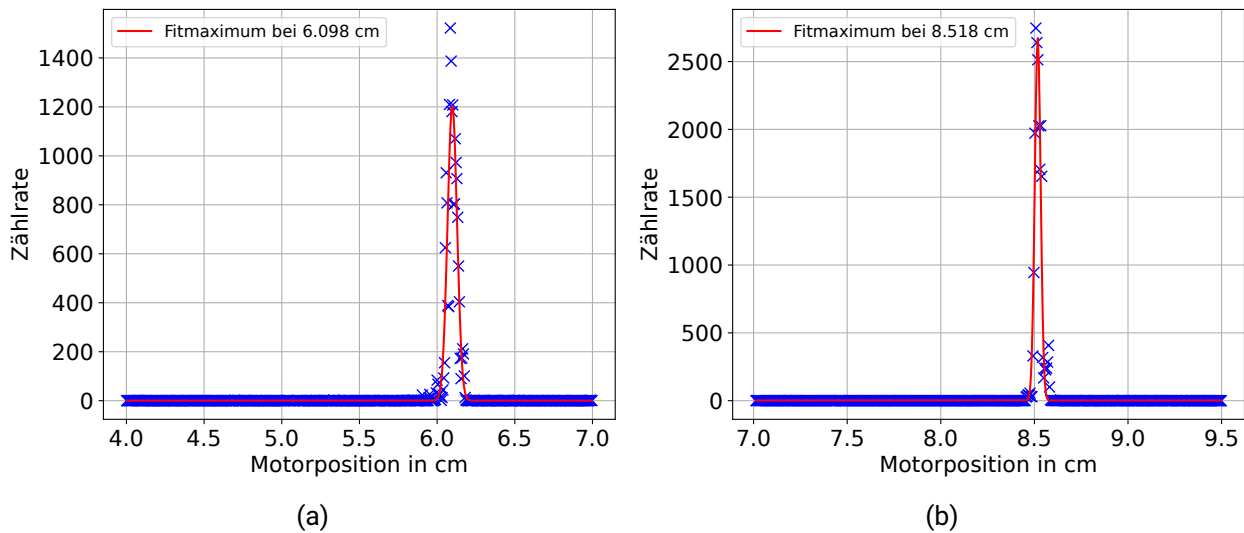 Fitmaximum bei 6.098 cm
1400
1200
1000
800
600
400
200
0
Zählrate
4.0 4.5 5.0 5.5 6.0 6.5 7.0
Motorposition in cm
(a)
Fitmaximum bei 8.518 cm
2500
2000
1500
1000
500
0
Zählrate
7.0 7.5 8.0 8.5 9.0 9.5
Motorposition in cm
(b)